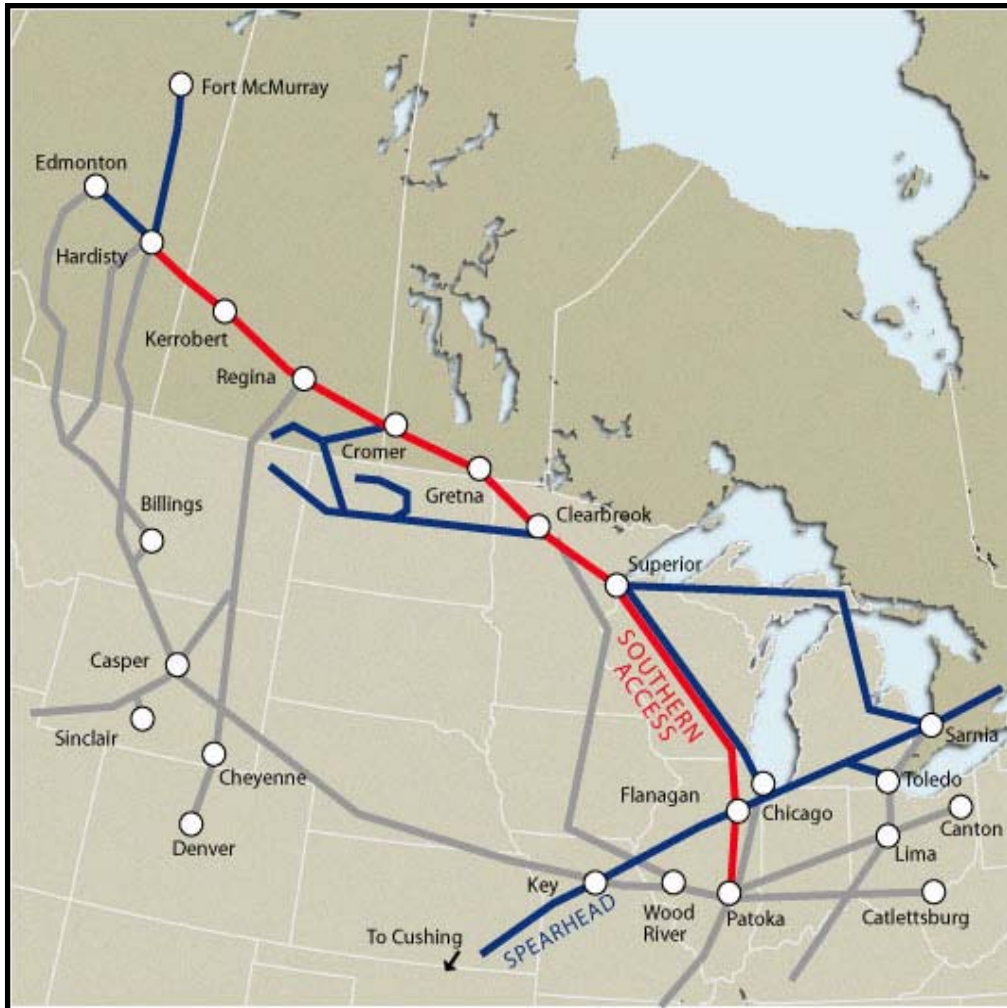 Fort McMurray
Edmonton
Hardisty
Kerrobert
Regina
Cromer
Gretna
Billings
Clearbrook
Superior
SOUTHERN
ACCESS
Casper
Sinclair
Sarnia
Cheyenne
Toledo
Flanagan
Chicago
Canton
Denver
Lima
Key
Wood
River
Patoka
Catlettsburg
SPEARHEAD
To Cushing